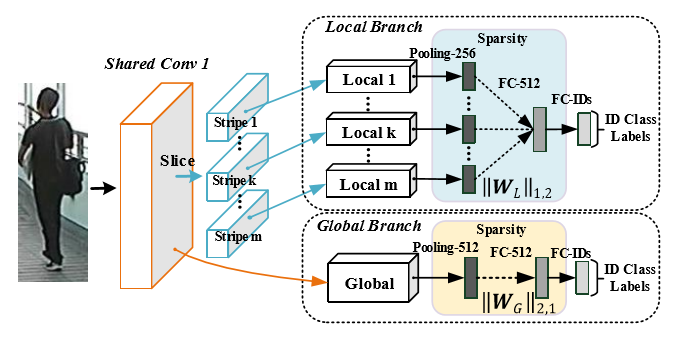 Local Branch
Shared Conv 1
Slice
Stripe 1
Stripe k
Stripe m
Local 1
Local k
Local m
Pooling-256
Sparsity
FC-512
FC-IDs
ID Class
Labels
||W_L||_{1,2}
Global Branch
Global
Pooling-512
Sparsity
FC-512
FC-IDs
ID Class
Labels
||W_G||_{2,1}